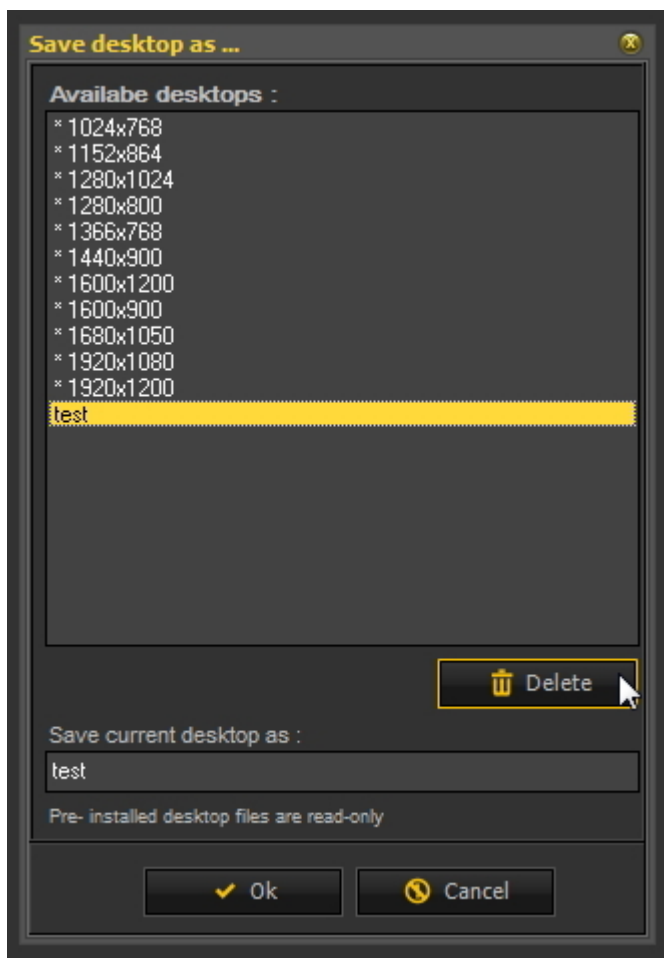 Save desktop as ...
Availabe desktops :
* 1024x768
* 1152x864
* 1280x1024
* 1280x800
* 1366x768
* 1440x900
* 1600x1200
* 1600x900
* 1680x1050
* 1920x1080
* 1920x1200
test
Delete
Save current desktop as :
test
Pre- installed desktop files are read-only
Ok Cancel